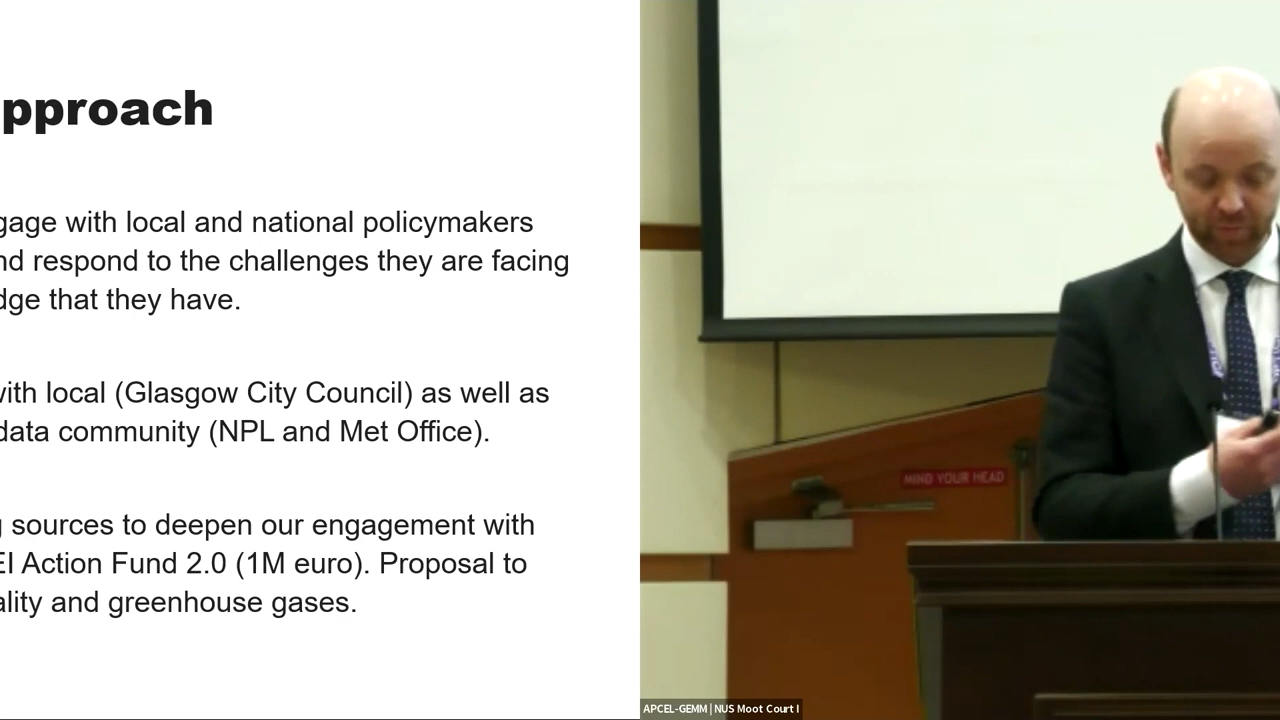 pproach
gage with local and national policymakers
nd respond to the challenges they are facing
dge that they have.
with local (Glasgow City Council) as well as
data community (NPL and Met Office).
g sources to deepen our engagement with
EI Action Fund 2.0 (1M euro). Proposal to
ality and greenhouse gases.
MIND YOUR HEAD
APCEL-GEMM | NUS Moot Court I